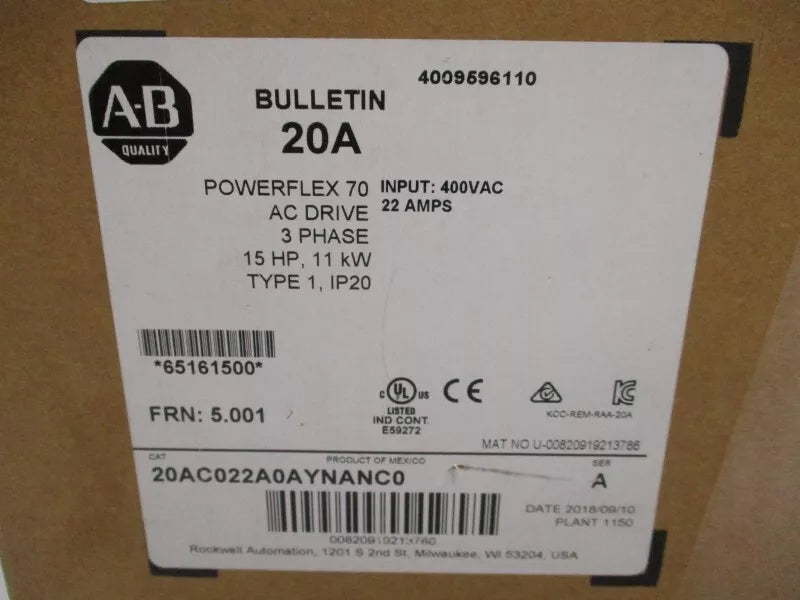 4009596110
A-B
QUALITY
BULLETIN
20A
POWERFLEX 70
AC DRIVE
3 PHASE
15 HP, 11 kW
TYPE 1, IP20
INPUT: 400VAC
22 AMPS
*65161500*
FRN: 5.001
C UL US
LISTED
IND CONT.
E59272
CE
KCC-REM-RAA-20A
MAT NO U-00820919213786
CAT
PRODUCT OF MEXICO
SER
20AC022A0AYNANC0
A
DATE 2018/09/10
PLANT 1150
00820919213786
Rockwell Automation, 1201 S 2nd St, Milwaukee, WI 53204, USA